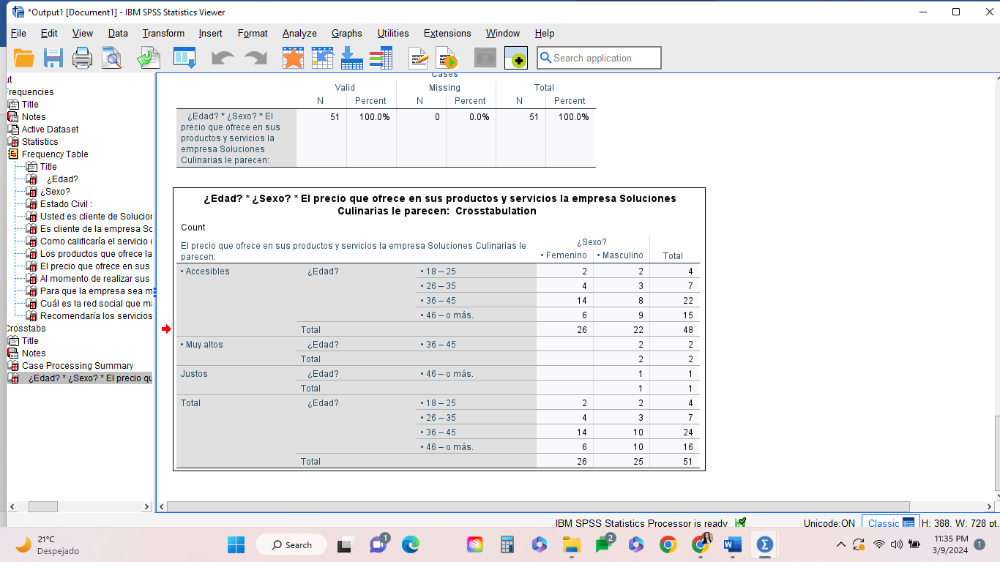 *Output1 [Document1] - IBM SPSS Statistics Viewer
File Edit View Data Transform Insert Format Analyze Graphs Utilities Extensions Window Help
Search application
Frequencies
Title
Notes
Active Dataset
Statistics
Frequency Table
Title
¿Edad?
¿Sexo?
Estado Civil :
Usted es cliente de
Es cliente de la empresa
Como calificaría el servicio
Los productos que ofrece la
El precio que ofrece en sus
Al momento de realizar sus
Para que la empresa sea
Cuál es la red social que
Recomendaría los servicios
Crosstabs
Title
Notes
Case Processing Summary
¿Edad? * ¿Sexo? * El precio
Cases
Valid Missing Total
N Percent N Percent N Percent
¿Edad? * ¿Sexo? * El 51 100.0% 0 0.0% 51 100.0%
precio que ofrece en sus
productos y servicios la
empresa Soluciones
Culinarias le parecen:
¿Edad? * ¿Sexo? * El precio que ofrece en sus productos y servicios la empresa Soluciones
Culinarias le parecen: Crosstabulation
Count
El precio que ofrece en sus productos y servicios la empresa Soluciones Culinarias le
parecen:
¿Sexo?
• Femenino • Masculino Total
• Accesibles ¿Edad? • 18 – 25 2 2 4
• 26 – 35 4 3 7
• 36 – 45 14 8 22
• 46 – o más. 6 9 15
Total 26 22 48
• Muy altos ¿Edad? • 36 – 45 2 2
Total 2 2
Justos ¿Edad? • 46 – o más. 1 1
Total 1 1
Total ¿Edad? • 18 – 25 2 2 4
• 26 – 35 4 3 7
• 36 – 45 14 10 24
• 46 – o más. 6 10 16
Total 26 25 51
IBM SPSS Statistics Processor is ready Unicode:ON Classic H: 388, W: 728 pt.
21°C
Despejado
Search
1
2
11:35 PM
3/9/2024
1